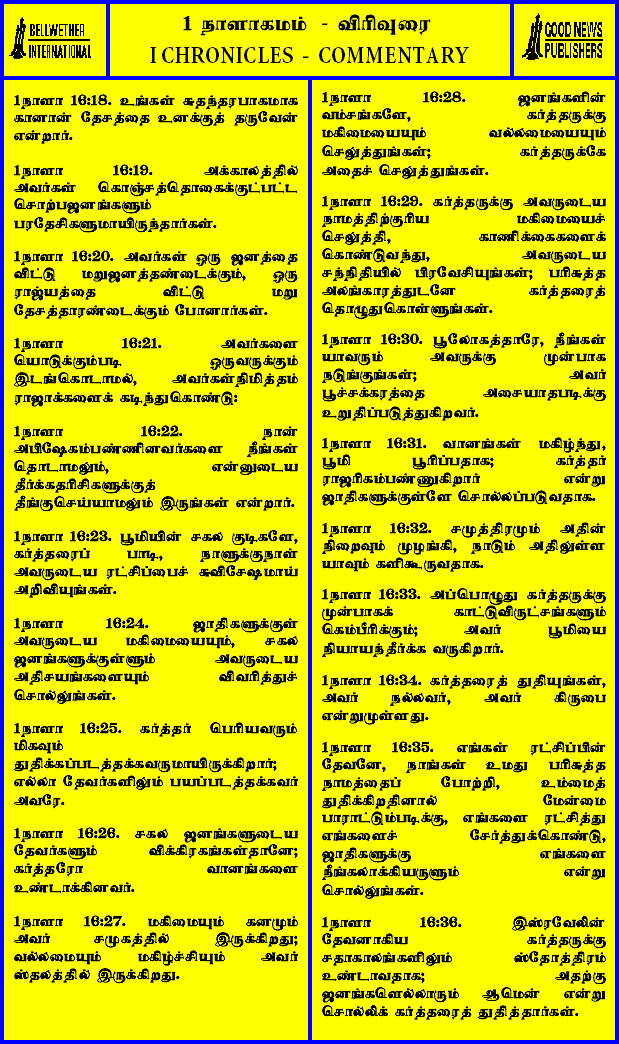 BELLWETHER
INTERNATIONAL
1 நாளாகமம் - விரிவுரை
I CHRONICLES - COMMENTARY
GOOD NEWS
PUBLISHERS
1நாளா 16:18. உங்கள் சுதந்தரபாகமாக
கானான் தேசத்தை உனக்குத் தருவேன்
என்றார்.
1நாளா 16:19. அக்காலத்தில்
அவர்கள் கொஞ்சத்தொகைக்குட்பட்ட
சொற்பஜனங்களும்
பரதேசிகளுமாயிருந்தார்கள்.
1நாளா 16:20. அவர்கள் ஒரு ஜனத்தை
விட்டு மறுஜனத்தண்டைக்கும், ஒரு
ராஜ்யத்தை விட்டு மறு
தேசத்தாரண்டைக்கும் போனார்கள்.
1நாளா 16:21. அவர்களை
யொடுக்கும்படி ஒருவருக்கும்
இடங்கொடாமல், அவர்கள்நிமித்தம்
ராஜாக்களைக் கடிந்துகொண்டு:
1நாளா 16:22. நான்
அபிஷேகம்பண்ணினவர்களை நீங்கள்
தொடாமலும், என்னுடைய
தீர்க்கதரிசிகளுக்குத்
தீங்குசெய்யாமலும் இருங்கள் என்றார்.
1நாளா 16:23. பூமியின் சகல குடிகளே,
கர்த்தரைப் பாடி, நாளுக்குநாள்
அவருடைய ரட்சிப்பைச் சுவிசேஷமாய்
அறிவியுங்கள்.
1நாளா 16:24. ஜாதிகளுக்குள்
அவருடைய மகிமையையும், சகல
ஜனங்களுக்குள்ளும் அவருடைய
அதிசயங்களையும் விவரித்துச்
சொல்லுங்கள்.
1நாளா 16:25. கர்த்தர் பெரியவரும்
மிகவும்
துதிக்கப்படத்தக்கவருமாயிருக்கிறார்;
எல்லா தேவர்களிலும் பயப்படத்தக்கவர்
அவரே.
1நாளா 16:26. சகல ஜனங்களுடைய
தேவர்களும் விக்கிரகங்கள்தானே;
கர்த்தரோ வானங்களை
உண்டாக்கினவர்.
1நாளா 16:27. மகிமையும் கனமும்
அவர் சமுகத்தில் இருக்கிறது;
வல்லமையும் மகிழ்ச்சியும் அவர்
ஸ்தலத்தில் இருக்கிறது.
1நாளா 16:28. ஜனங்களின்
வம்சங்களே, கர்த்தருக்கு
மகிமையையும் வல்லமையையும்
செலுத்துங்கள்; கர்த்தருக்கே
அதைச் செலுத்துங்கள்.
1நாளா 16:29. கர்த்தருக்கு அவருடைய
நாமத்திற்குரிய மகிமையைச்
செலுத்தி, காணிக்கைகளைக்
கொண்டுவந்து, அவருடைய
சந்நிதியில் பிரவேசியுங்கள்; பரிசுத்த
அலங்காரத்துடனே கர்த்தரைத்
தொழுதுகொள்ளுங்கள்.
1நாளா 16:30. பூலோகத்தாரே, நீங்கள்
யாவரும் அவருக்கு முன்பாக
நடுங்குங்கள்; அவர்
பூச்சக்கரத்தை அசையாதபடிக்கு
உறுதிப்படுத்துகிறவர்.
1நாளா 16:31. வானங்கள் மகிழ்ந்து,
பூமி பூரிப்பதாக; கர்த்தர்
ராஜரிகம்பண்ணுகிறார் என்று
ஜாதிகளுக்குள்ளே சொல்லப்படுவதாக.
1நாளா 16:32. சமுத்திரமும் அதின்
நிறைவும் முழங்கி, நாடும் அதிலுள்ள
யாவும் களிகூருவதாக.
1நாளா 16:33. அப்பொழுது கர்த்தருக்கு
முன்பாகக் காட்டுவிருட்சங்களும்
கெம்பீரிக்கும்; அவர் பூமியை
நியாயந்தீர்க்க வருகிறார்.
1நாளா 16:34. கர்த்தரைத் துதியுங்கள்,
அவர் நல்லவர், அவர் கிருபை
என்றுமுள்ளது.
1நாளா 16:35. எங்கள் ரட்சிப்பின்
தேவனே, நாங்கள் உமது பரிசுத்த
நாமத்தைப் போற்றி, உம்மைத்
துதிக்கிறதினால் மேன்மை
பாராட்டும்படிக்கு, எங்களை ரட்சித்து
எங்களைச் சேர்த்துக்கொண்டு,
ஜாதிகளுக்கு எங்களை
நீங்கலாக்கியருளும் என்று
சொல்லுங்கள்.
1நாளா 16:36. இஸ்ரவேலின்
தேவனாகிய கர்த்தருக்கு
சதாகாலங்களிலும் ஸ்தோத்திரம்
உண்டாவதாக; அதற்கு
ஜனங்களெல்லாரும் ஆமென் என்று
சொல்லிக் கர்த்தரைத் துதித்தார்கள்.